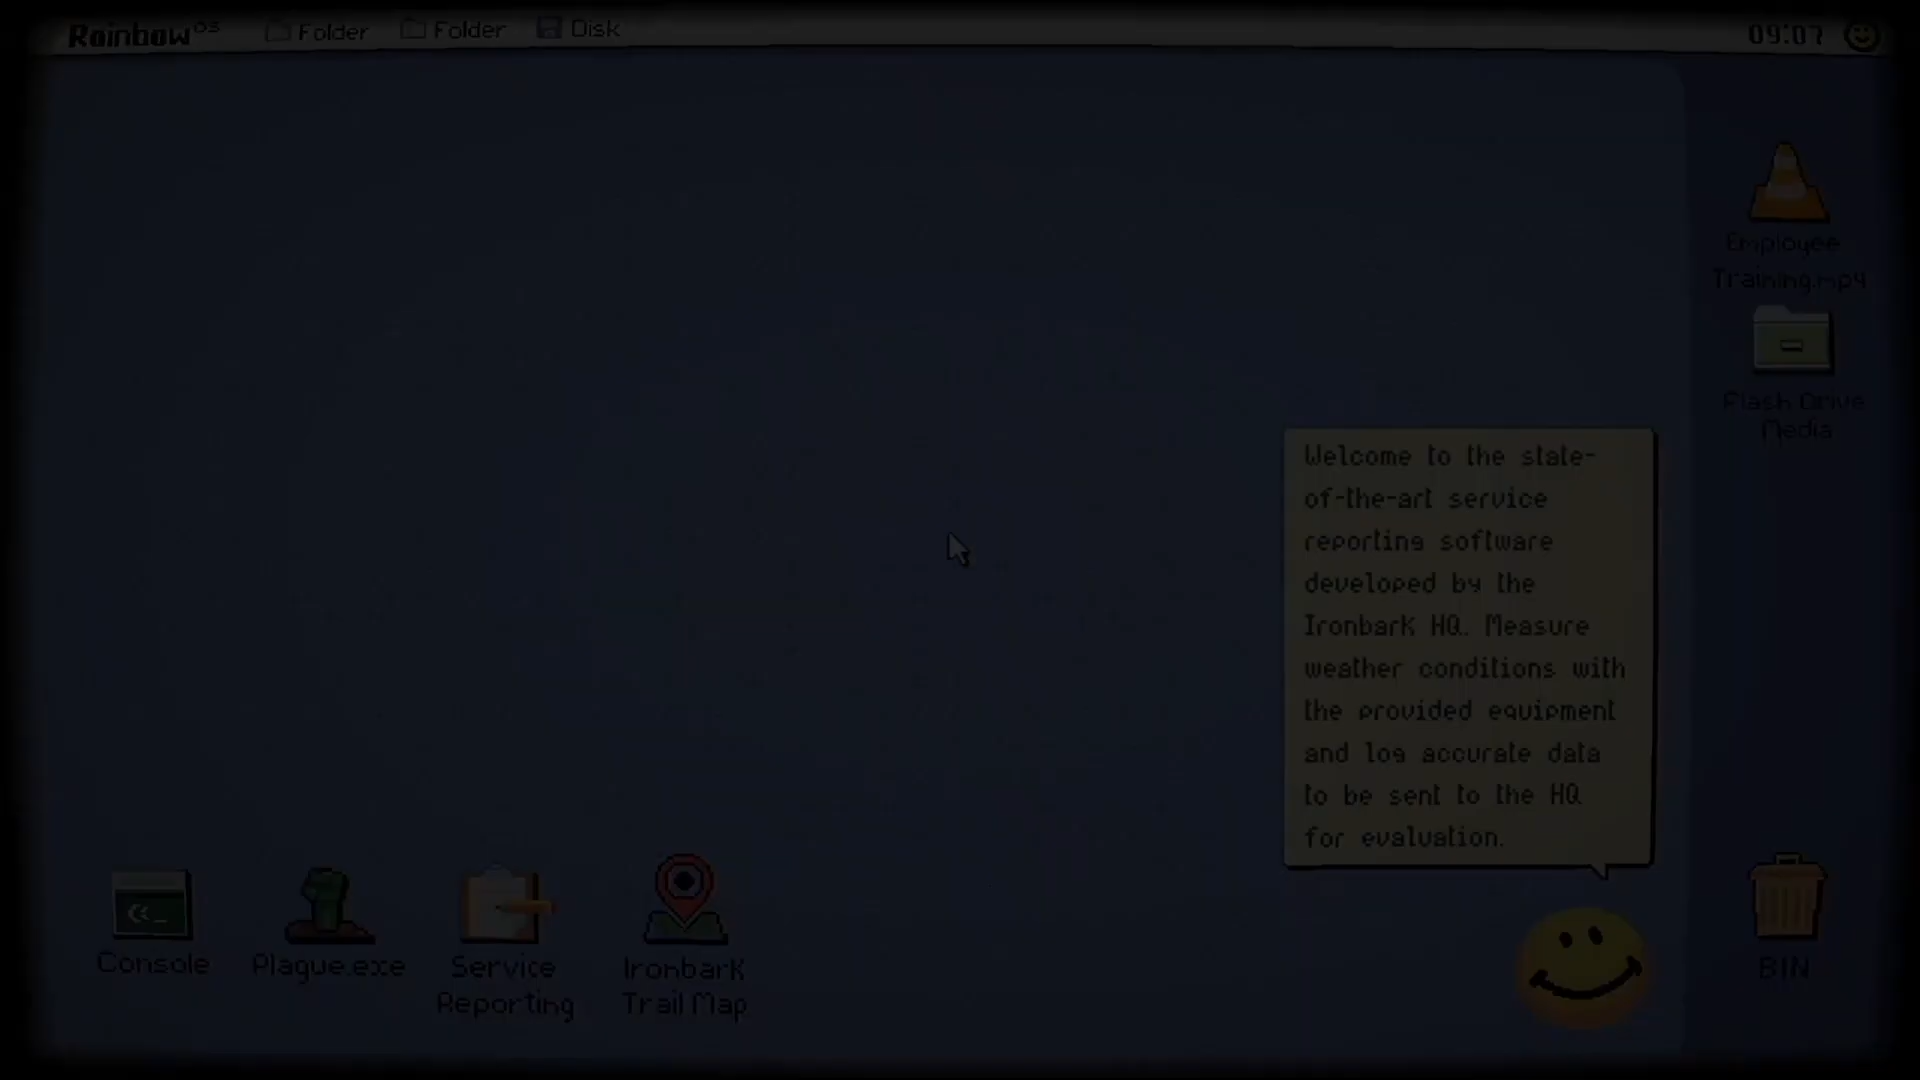 Rainbow OS
Folder
Folder
Disk
09:07
Employee
Training.mp4
Flash Drive
Media
Welcome to the state-
of-the-art service
reporting software
developed by the
Ironbark HQ. Measure
weather conditions with
the provided equipment
and log accurate data
to be sent to the HQ
for evaluation.
Console
Plague.exe
Service
Reporting
Ironbark
Trail Map
BIN